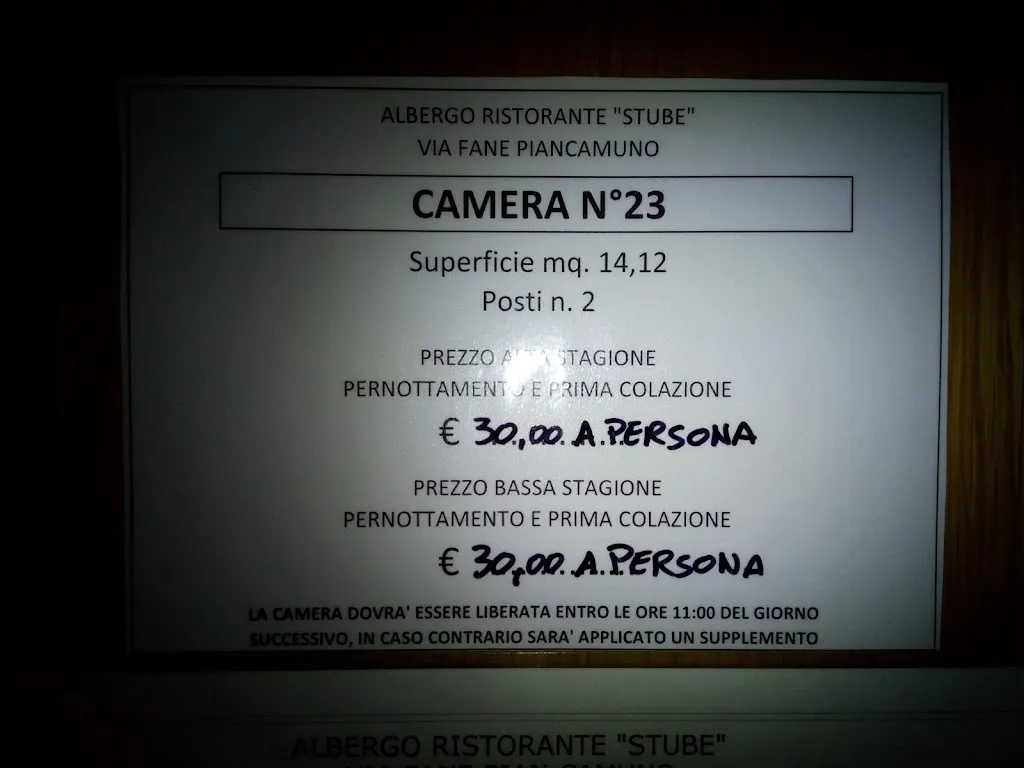 ALBERGO RISTORANTE "STUBE"
VIA FANE PIANCAMUNO
CAMERA N°23
Superficie mq. 14,12
Posti n. 2
PREZZO ALTA STAGIONE
PERNOTTAMENTO E PRIMA COLAZIONE
€ 30,00 A PERSONA
PREZZO BASSA STAGIONE
PERNOTTAMENTO E PRIMA COLAZIONE
€ 30,00 A PERSONA
LA CAMERA DOVRA' ESSERE LIBERATA ENTRO LE ORE 11:00 DEL GIORNO
SUCCESSIVO, IN CASO CONTRARIO SARA' APPLICATO UN SUPPLEMENTO
ALBERGO RISTORANTE "STUBE"